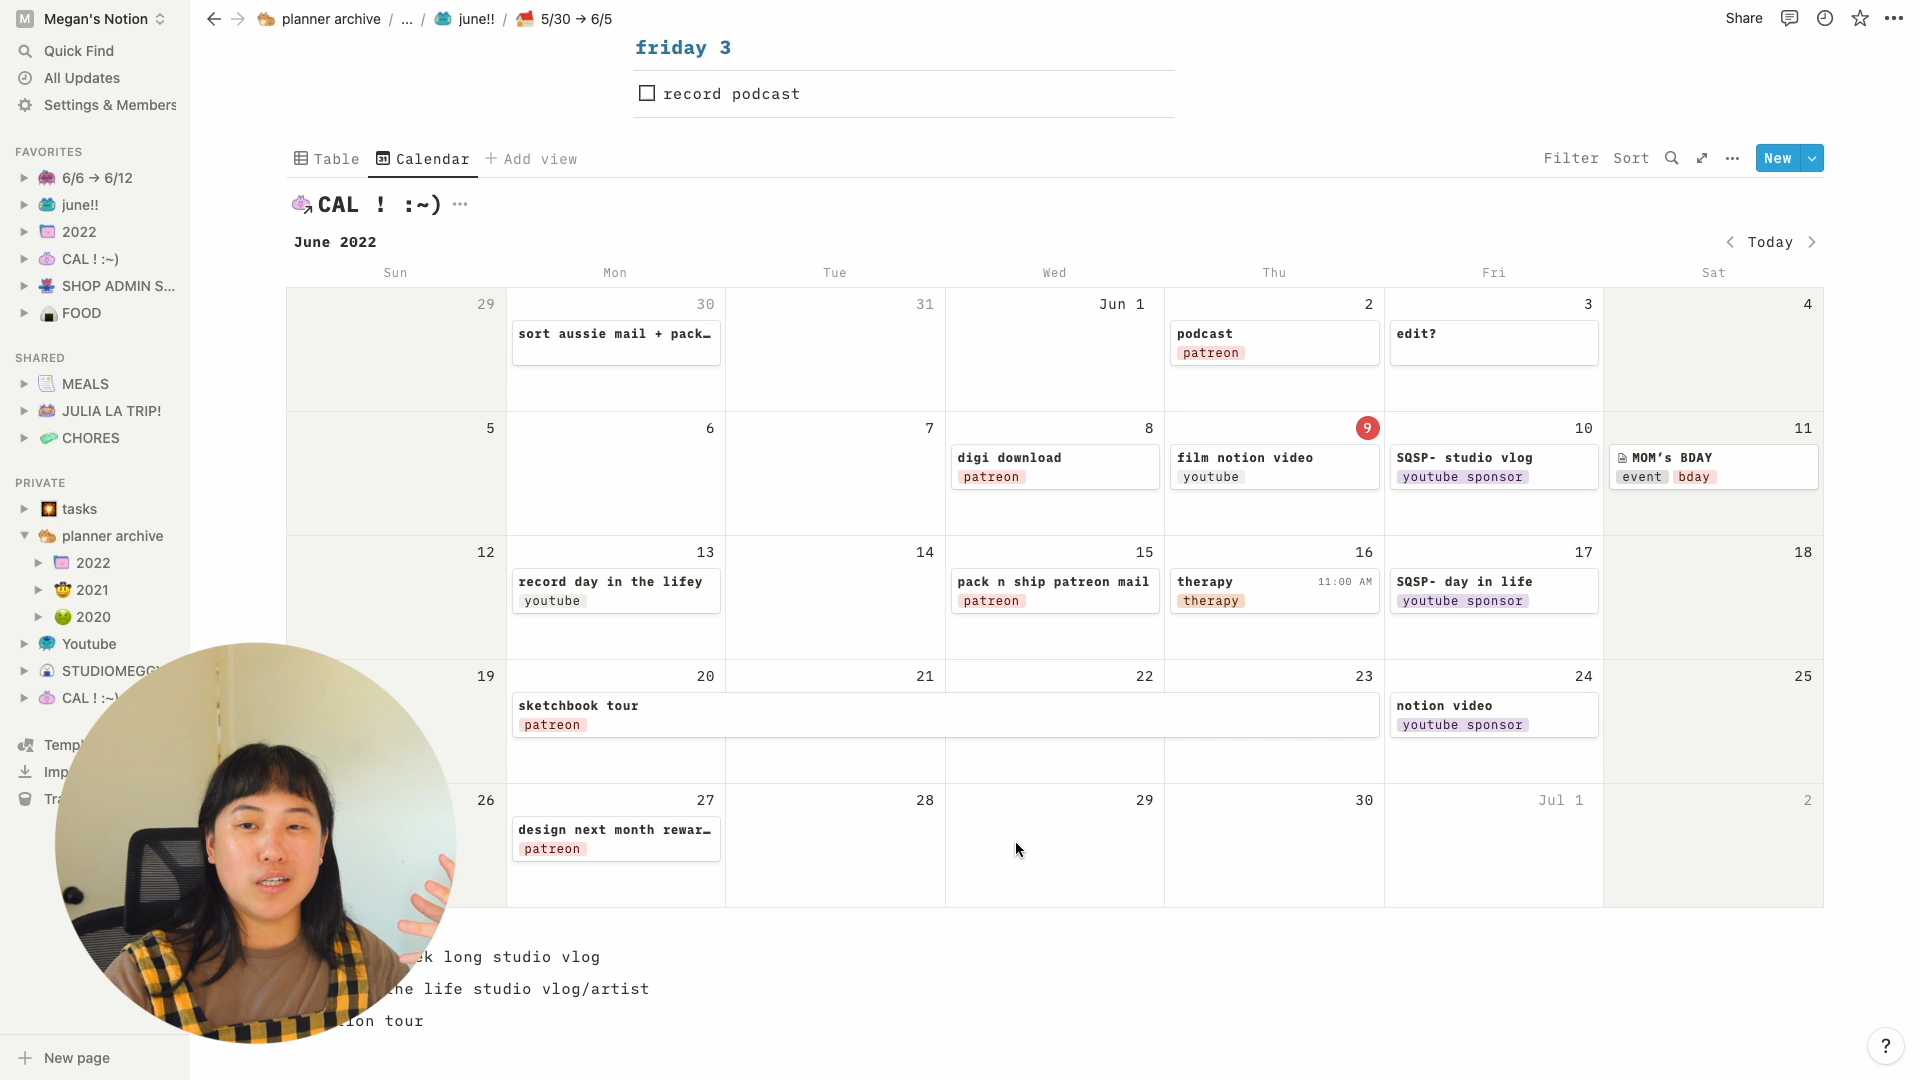 M Megan's Notion
Quick Find
All Updates
Settings & Members
FAVORITES
6/6 → 6/12
june!!
2022
CAL ! :~)
SHOP ADMIN S...
FOOD
SHARED
MEALS
JULIA LA TRIP!
CHORES
PRIVATE
tasks
planner archive
2022
2021
2020
Youtube
STUDIOMEGG
CAL ! :~)
Temp
Imp
Tra
New page
planner archive / ... / june!! / 5/30 → 6/5
Share
friday 3
record podcast
Table Calendar Add view
Filter Sort New
CAL ! :~)
June 2022
Today
Sun Mon Tue Wed Thu Fri Sat
29 30 31 Jun 1 2 3 4
sort aussie mail + pack… podcast edit?
patreon
5 6 7 8 9 10 11
digi download film notion video SQSP- studio vlog MOM's BDAY
patreon youtube youtube sponsor event bday
12 13 14 15 16 17 18
record day in the lifey pack n ship patreon mail therapy 11:00 AM SQSP- day in life
youtube patreon therapy youtube sponsor
19 20 21 22 23 24 25
sketchbook tour notion video
patreon youtube sponsor
26 27 28 29 30 Jul 1 2
design next month rewar…
patreon
long studio vlog
life studio vlog/artist
tour
?